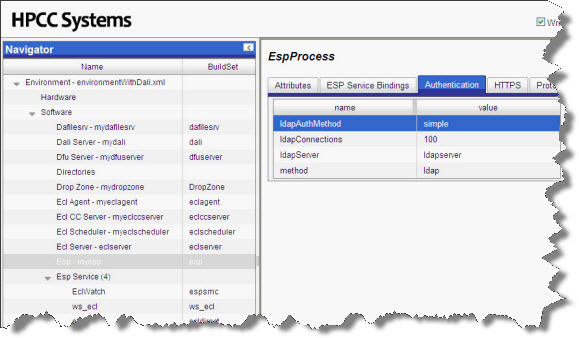 HPCC Systems
Navigator
Name BuildSet
Environment - environmentWithDali.xml
Hardware
Software
Dafilesrv - mydafilesrv dafilesrv
Dali Server - mydali dali
Dfu Server - mydfuserver dfuserver
Directories
Drop Zone - mydropzone DropZone
Ecl Agent - myeclagent eclagent
Ecl CC Server - myeclccserver eclccserver
Ecl Scheduler - myeclscheduler eclscheduler
Ecl Server - eclserver eclserver
Esp - myesp esp
Esp Service (4)
EclWatch espsmc
ws_ecl ws_ecl
EspProcess
Attributes ESP Service Bindings Authentication HTTPS
name value
ldapAuthMethod simple
ldapConnections 100
ldapServer ldapserver
method ldap